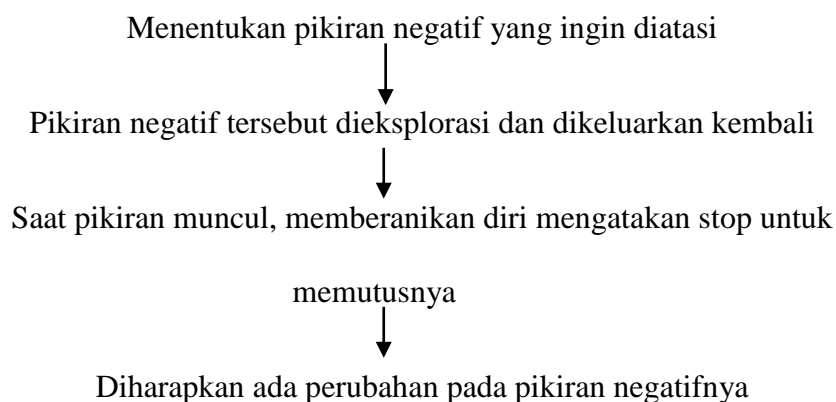 Menentukan pikiran negatif yang ingin diatasi
Pikiran negatif tersebut dieksplorasi dan dikeluarkan kembali
Saat pikiran muncul, memberanikan diri mengatakan stop untuk
memutusnya
Diharapkan ada perubahan pada pikiran negatifnya